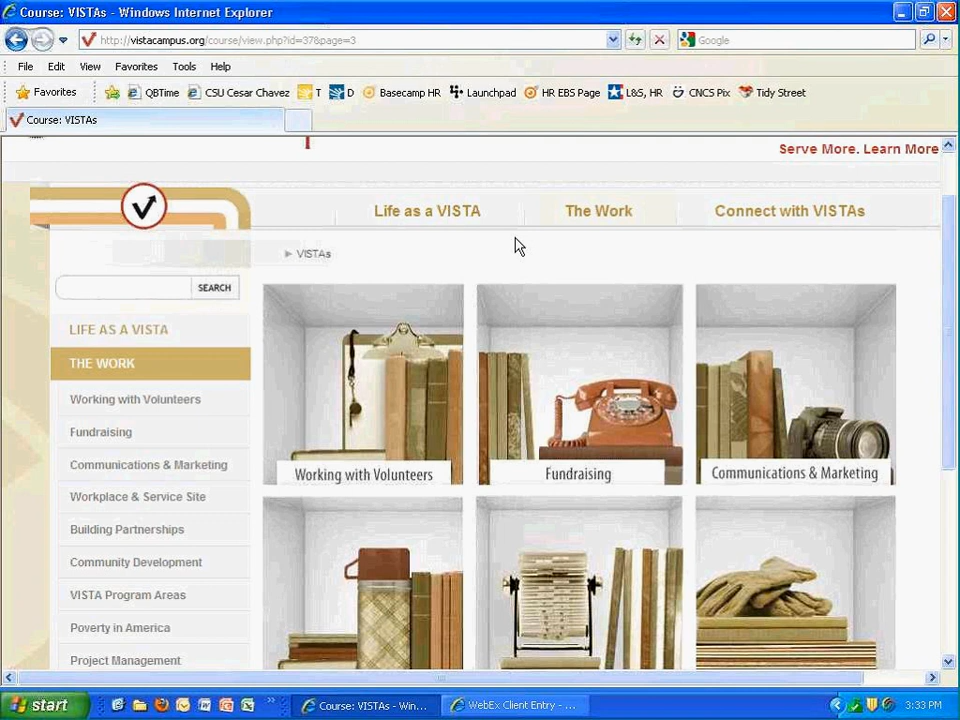 Course: VISTAs - Windows Internet Explorer
http://vistacampus.org/course/view.php?id=37&page=3
Google
File Edit View Favorites Tools Help
Favorites QBTime CSU Cesar Chavez T D Basecamp HR Launchpad HR EBS Page L&S, HR CNCS Pix Tidy Street
Course: VISTAs
Serve More. Learn More
Life as a VISTA The Work Connect with VISTAs
VISTAs
SEARCH
LIFE AS A VISTA
THE WORK
Working with Volunteers
Fundraising
Communications & Marketing
Workplace & Service Site
Building Partnerships
Community Development
VISTA Program Areas
Poverty in America
Project Management
Working with Volunteers
Fundraising
Communications & Marketing
start
Course: VISTAs - Win...
WebEx Client Entry - ...
3:33 PM